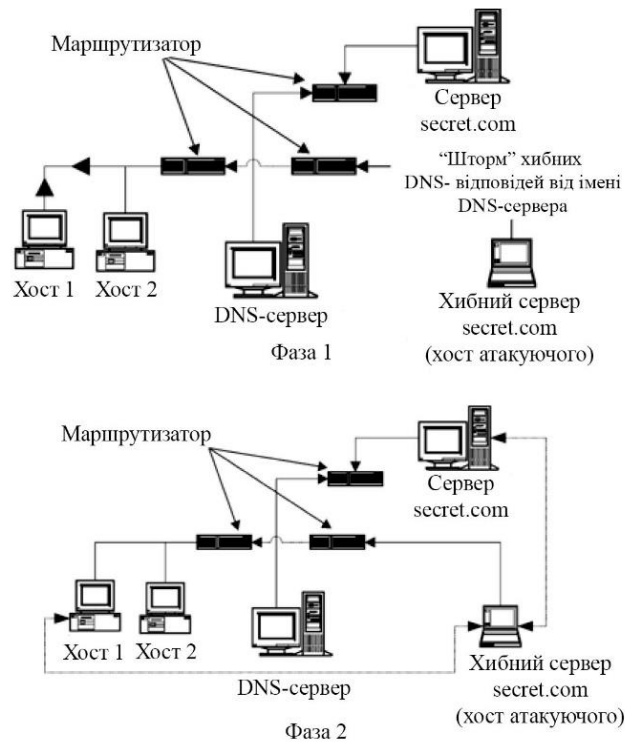 Маршрутизатор
Сервер
secret.com
“Шторм” хибних
DNS- відповідей від імені
DNS-сервера
Хост 1
Хост 2
DNS-сервер
Хибний сервер
secret.com
(хост атакуючого)
Фаза 1
Маршрутизатор
Сервер
secret.com
Хост 1
Хост 2
DNS-сервер
Хибний сервер
secret.com
(хост атакуючого)
Фаза 2